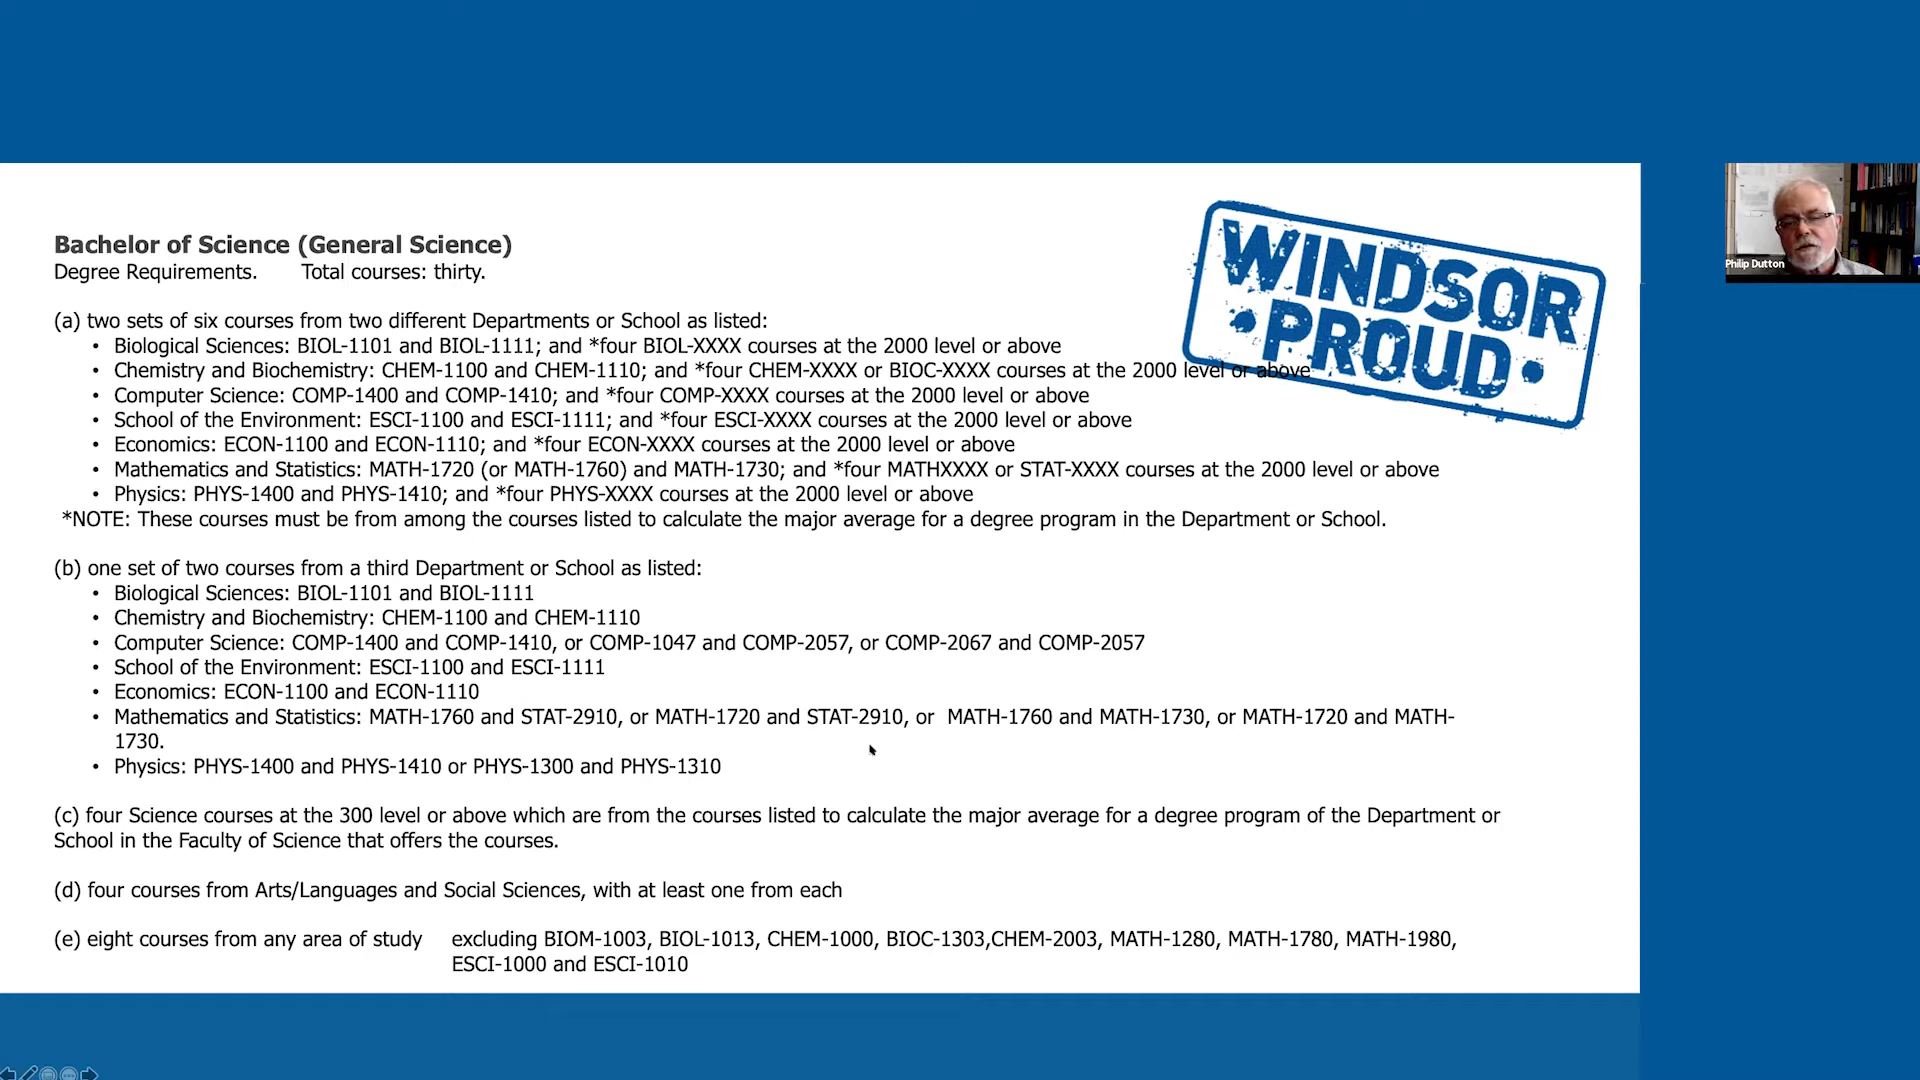 Bachelor of Science (General Science)
Degree Requirements. Total courses: thirty.
WINDSOR
• PROUD •
Philip Dutton
(a) two sets of six courses from two different Departments or School as listed:
• Biological Sciences: BIOL-1101 and BIOL-1111; and *four BIOL-XXXX courses at the 2000 level or above
• Chemistry and Biochemistry: CHEM-1100 and CHEM-1110; and *four CHEM-XXXX or BIOC-XXXX courses at the 2000 level or above
• Computer Science: COMP-1400 and COMP-1410; and *four COMP-XXXX courses at the 2000 level or above
• School of the Environment: ESCI-1100 and ESCI-1111; and *four ESCI-XXXX courses at the 2000 level or above
• Economics: ECON-1100 and ECON-1110; and *four ECON-XXXX courses at the 2000 level or above
• Mathematics and Statistics: MATH-1720 (or MATH-1760) and MATH-1730; and *four MATHXXXX or STAT-XXXX courses at the 2000 level or above
• Physics: PHYS-1400 and PHYS-1410; and *four PHYS-XXXX courses at the 2000 level or above
*NOTE: These courses must be from among the courses listed to calculate the major average for a degree program in the Department or School.
(b) one set of two courses from a third Department or School as listed:
• Biological Sciences: BIOL-1101 and BIOL-1111
• Chemistry and Biochemistry: CHEM-1100 and CHEM-1110
• Computer Science: COMP-1400 and COMP-1410, or COMP-1047 and COMP-2057, or COMP-2067 and COMP-2057
• School of the Environment: ESCI-1100 and ESCI-1111
• Economics: ECON-1100 and ECON-1110
• Mathematics and Statistics: MATH-1760 and STAT-2910, or MATH-1720 and STAT-2910, or MATH-1760 and MATH-1730, or MATH-1720 and MATH-
1730.
• Physics: PHYS-1400 and PHYS-1410 or PHYS-1300 and PHYS-1310
(c) four Science courses at the 300 level or above which are from the courses listed to calculate the major average for a degree program of the Department or
School in the Faculty of Science that offers the courses.
(d) four courses from Arts/Languages and Social Sciences, with at least one from each
(e) eight courses from any area of study excluding BIOM-1003, BIOL-1013, CHEM-1000, BIOC-1303,CHEM-2003, MATH-1280, MATH-1780, MATH-1980,
ESCI-1000 and ESCI-1010